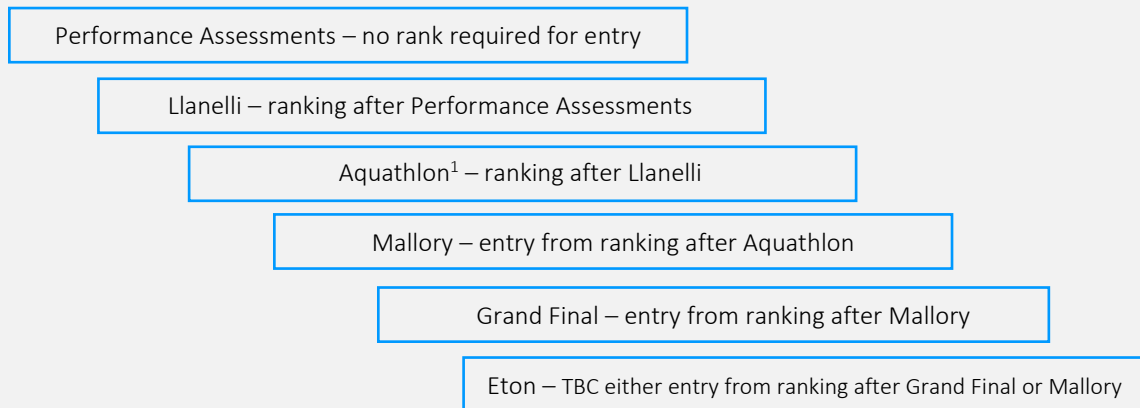 Performance Assessments – no rank required for entry
Llanelli – ranking after Performance Assessments
Aquathlon¹ – ranking after Llanelli
Mallory – entry from ranking after Aquathlon
Grand Final – entry from ranking after Mallory
Eton – TBC either entry from ranking after Grand Final or Mallory